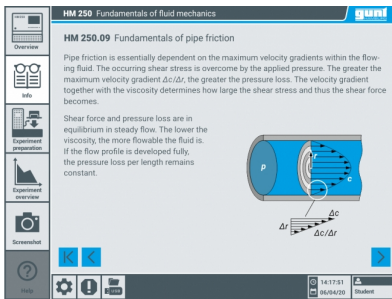 HM 250 Fundamentals of fluid mechanics
gunt
HM250
Overview
Info
Experiment
preparation
Experiment
overview
Screenshot
Help
HM 250.09 Fundamentals of pipe friction
Pipe friction is essentially dependent on the maximum velocity gradients within the flow-
ing fluid. The occurring shear stress is overcome by the applied pressure. The greater the
maximum velocity gradient Δc/Δr, the greater the pressure loss. The velocity gradient
together with the viscosity determines how large the shear stress and thus the shear force
becomes.
Shear force and pressure loss are in
equilibrium in steady flow. The lower the
viscosity, the more flowable the fluid is.
If the flow profile is developed fully,
the pressure loss per length remains
constant.
p
r
c
Δc
Δr
Δc/Δr
USB
14:17:51
06/04/20
Student